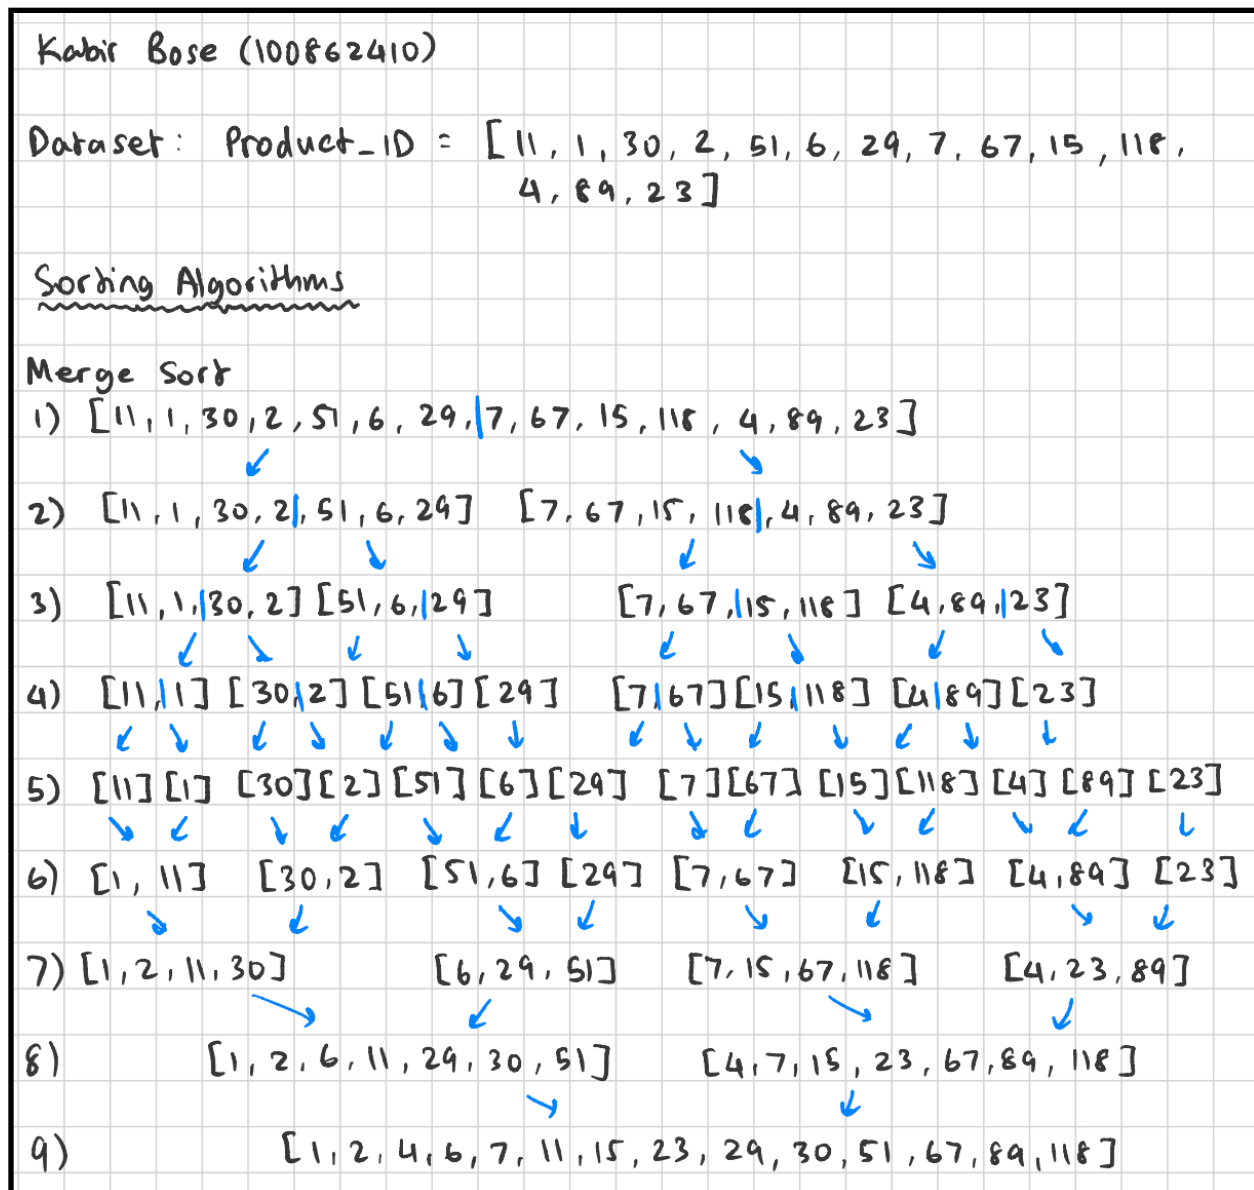 Kabir Bose (100862410)
Dataset: Product_ID = [11, 1, 30, 2, 51, 6, 29, 7, 67, 15, 118,
4, 89, 23]
Sorting Algorithms
Merge Sort
1) [11, 1, 30, 2, 51, 6, 29, 7, 67, 15, 118, 4, 89, 23]
2) [11, 1, 30, 2, 51, 6, 29] [7, 67, 15, 118, 4, 89, 23]
3) [11, 1, 30, 2] [51, 6, 29] [7, 67, 15, 118] [4, 89, 23]
4) [11, 1] [30, 2] [51, 6] [29] [7, 67] [15, 118] [4, 89] [23]
5) [11] [1] [30] [2] [51] [6] [29] [7] [67] [15] [118] [4] [89] [23]
6) [1, 11] [30, 2] [51, 6] [29] [7, 67] [15, 118] [4, 89] [23]
7) [1, 2, 11, 30] [6, 29, 51] [7, 15, 67, 118] [4, 23, 89]
8) [1, 2, 6, 11, 29, 30, 51] [4, 7, 15, 23, 67, 89, 118]
9) [1, 2, 4, 6, 7, 11, 15, 23, 29, 30, 51, 67, 89, 118]